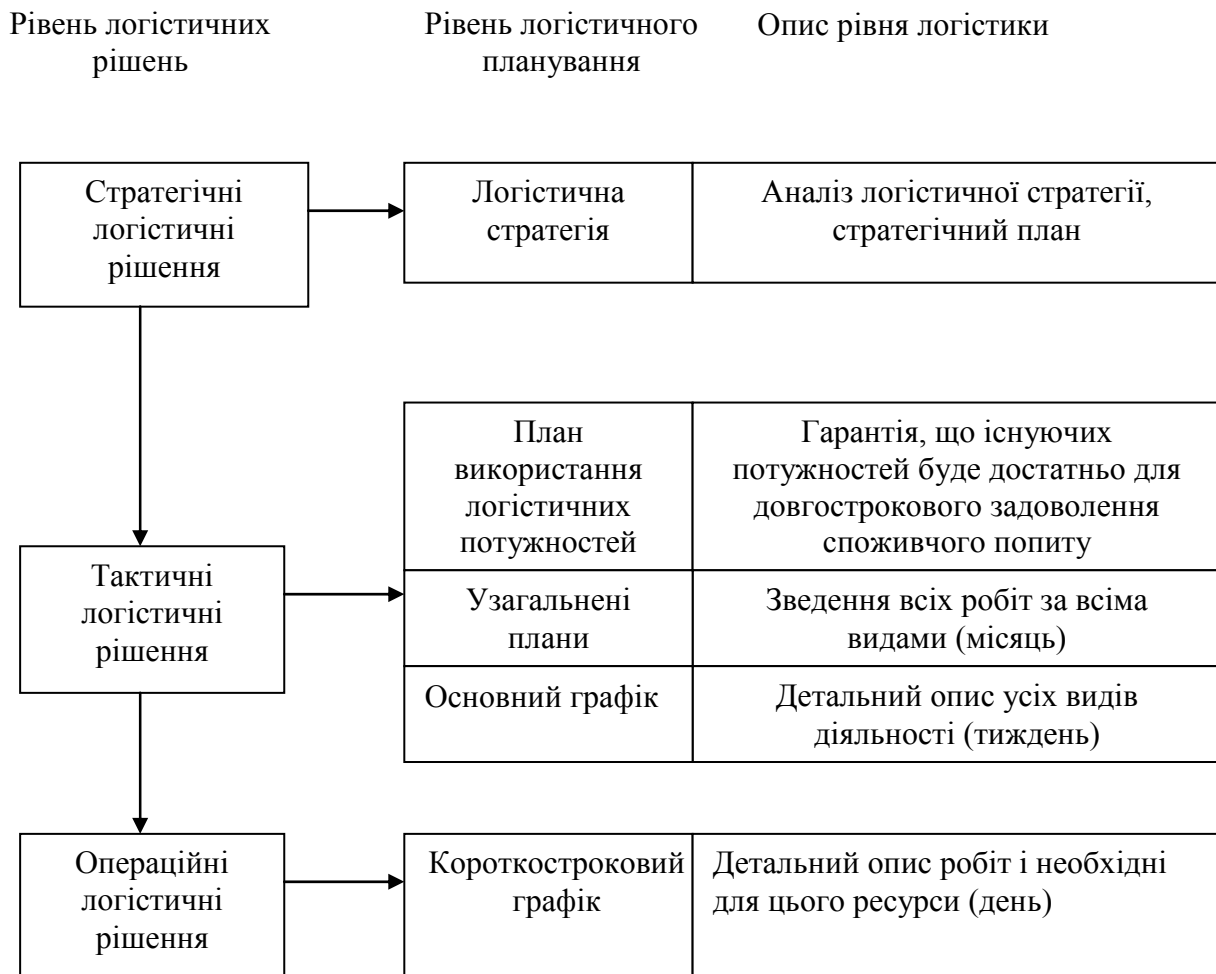 Рівень логістичних
рішень
Рівень логістичного
планування
Опис рівня логістики
Стратегічні
логістичні
рішення
Логістична
стратегія
Аналіз логістичної стратегії,
стратегічний план
Тактичні
логістичні
рішення
План
використання
логістичних
потужностей
Гарантія, що існуючих
потужностей буде достатньо для
довгострокового задоволення
споживчого попиту
Узагальнені
плани
Зведення всіх робіт за всіма
видами (місяць)
Основний графік
Детальний опис усіх видів
діяльності (тиждень)
Операційні
логістичні
рішення
Короткостроковий
графік
Детальний опис робіт і необхідні
для цього ресурси (день)